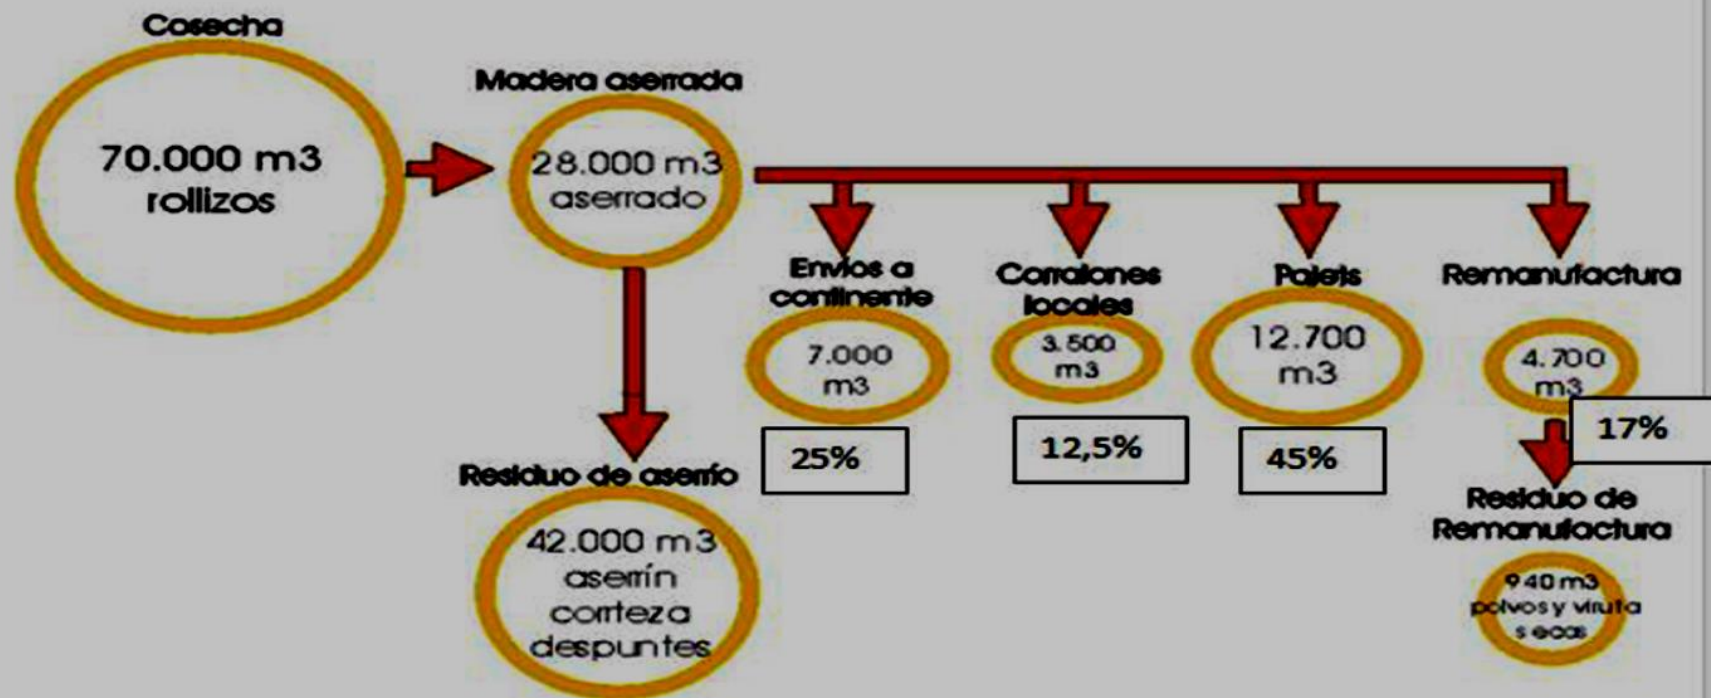 Cosecha
70.000 m3
rollizos
Madera aserrada
28.000 m3
aserrado
Envíos a
continente
7.000
m3
25%
Corralones
locales
3.500
m3
12,5%
Palets
12.700
m3
45%
Remanufactura
4.700
m3
17%
Residuo de aserrío
42.000 m3
aserrín
corrteza
despuntes
Residuo de
Remanufactura
940 m3
polvos y viruta
secas